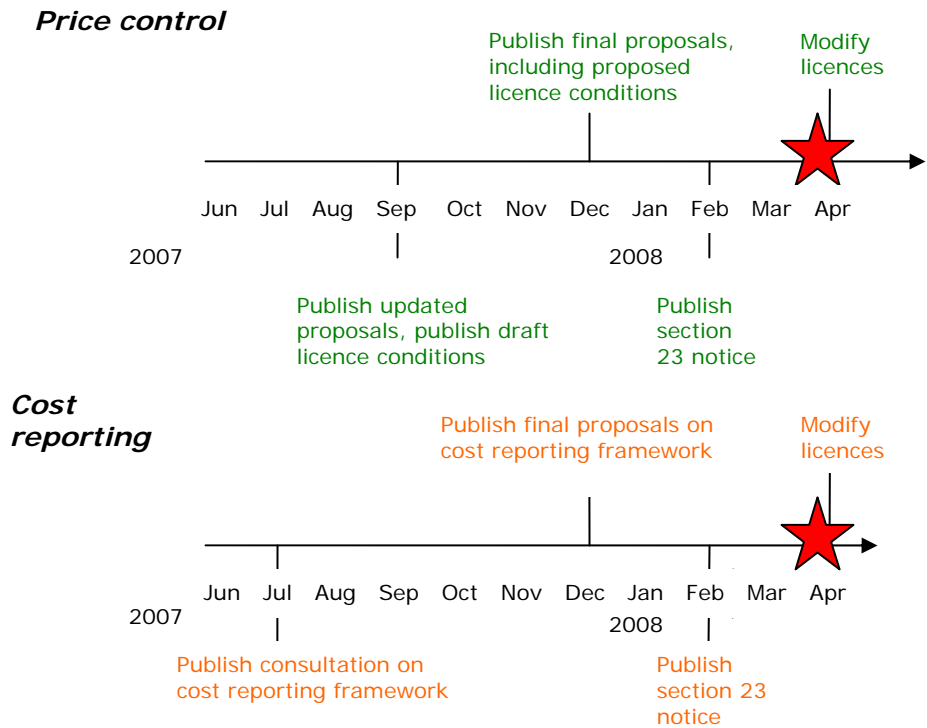 Price control
Publish final proposals,
including proposed
licence conditions
Modify
licences
Jun Jul Aug Sep Oct Nov Dec Jan Feb Mar Apr
2007 2008
Publish updated
proposals, publish draft
licence conditions
Publish
section
23 notice
Cost
reporting
Publish final proposals on
cost reporting framework
Modify
licences
Jun Jul Aug Sep Oct Nov Dec Jan Feb Mar Apr
2007 2008
Publish consultation on
cost reporting framework
Publish
section 23
notice